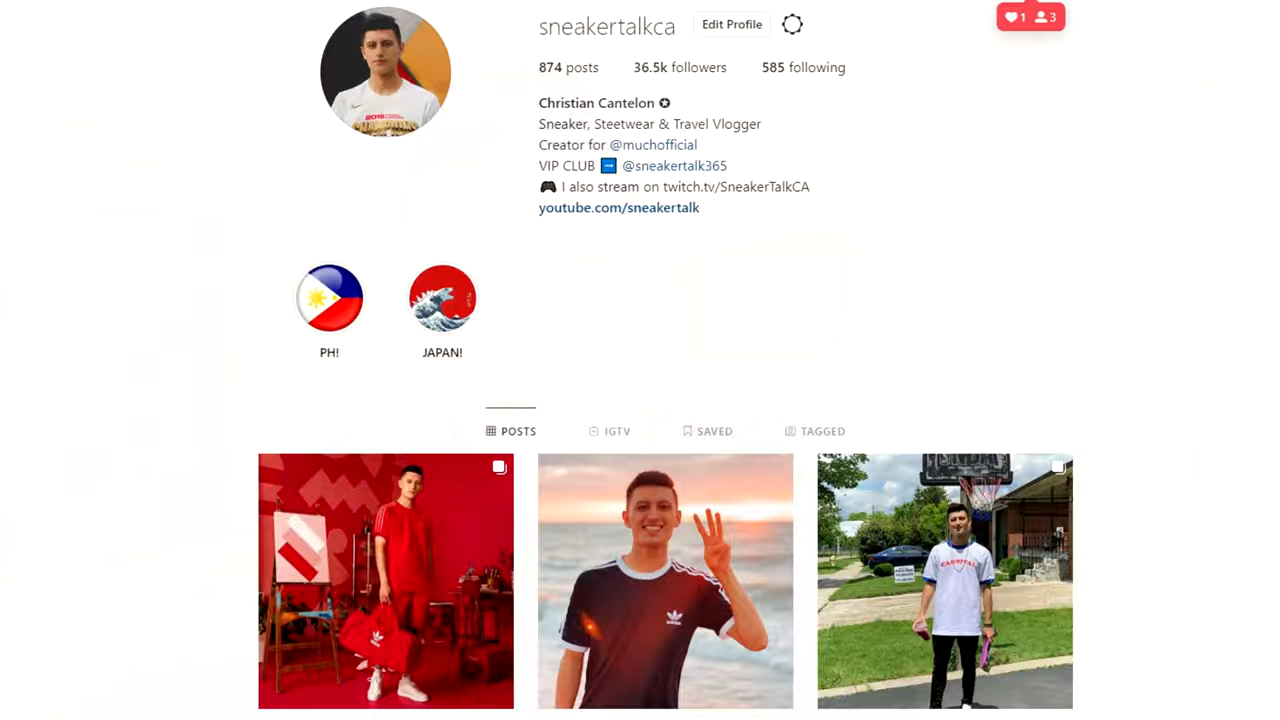 sneakertalkca Edit Profile
1 3
874 posts 36.5k followers 585 following
Christian Cantelon
Sneaker, Steetwear & Travel Vlogger
Creator for @muchofficial
VIP CLUB @sneakertalk365
I also stream on twitch.tv/SneakerTalkCA
youtube.com/sneakertalk
PH! JAPAN!
POSTS IGTV SAVED TAGGED
adidas
CARNIVAL